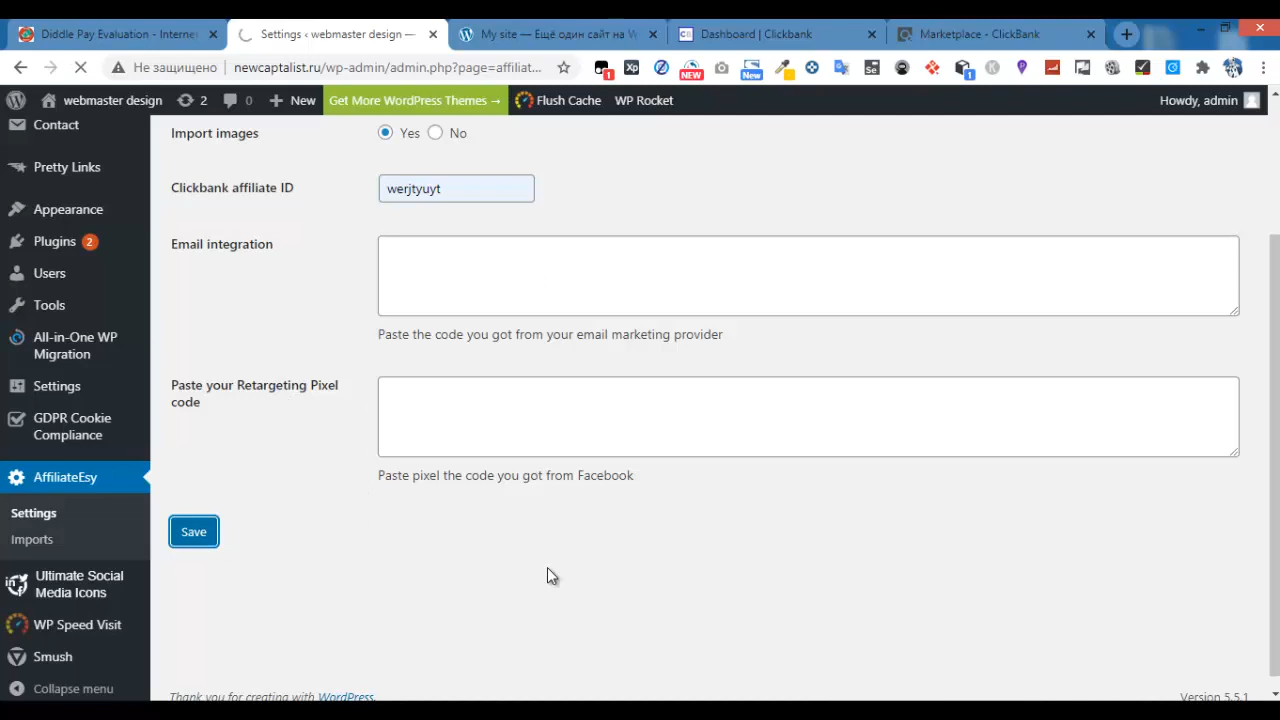 Diddle Pay Evaluation - Interne
Settings ‹ webmaster design —
My site — Ещё один сайт на W
Dashboard | Clickbank
Marketplace - ClickBank
Не защищено
newcaptalist.ru/wp-admin/admin.php?page=affiliat...
1
Xp
NEW
New
Se
1
webmaster design
2
0
New
Get More WordPress Themes →
Flush Cache
WP Rocket
Howdy, admin
Contact
Pretty Links
Appearance
Plugins 2
Users
Tools
All-in-One WP
Migration
Settings
GDPR Cookie
Compliance
AffiliateEsy
Settings
Imports
Ultimate Social
Media Icons
WP Speed Visit
Smush
Collapse menu
Import images
Yes
No
Clickbank affiliate ID
werjtyuyt
Email integration
Paste the code you got from your email marketing provider
Paste your Retargeting Pixel
code
Paste pixel the code you got from Facebook
Save
Thank you for creating with WordPress.
Version 5.5.1